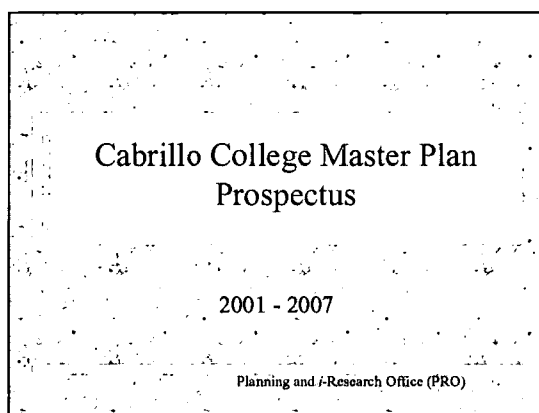 Cabrillo College Master Plan
Prospectus
2001 - 2007
Planning and i-Research Office (PRO)